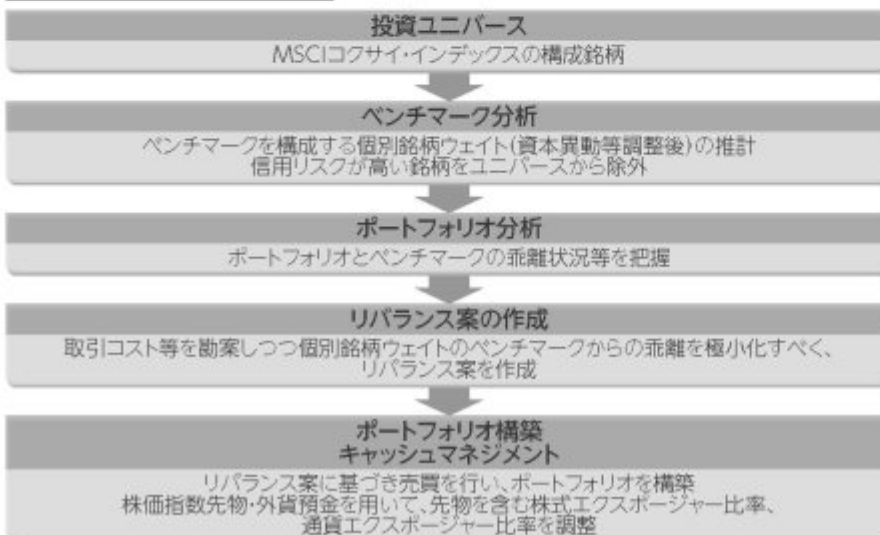 投資ユニバース
MSCIコクサイ・インデックスの構成銘柄
ベンチマーク分析
ベンチマークを構成する個別銘柄ウェイト(資本異動等調整後)の推計
信用リスクが高い銘柄をユニバースから除外
ポートフォリオ分析
ポートフォリオとベンチマークの乖離状況等を把握
リバランス案の作成
取引コスト等を勘案しつつ個別銘柄ウェイトのベンチマークからの乖離を極小化すべく、
リバランス案を作成
ポートフォリオ構築
キャッシュマネジメント
リバランス案に基づき売買を行い、ポートフォリオを構築
株価指数先物・外貨預金を用いて、先物を含む株式エクスポージャー比率、
通貨エクスポージャー比率を調整